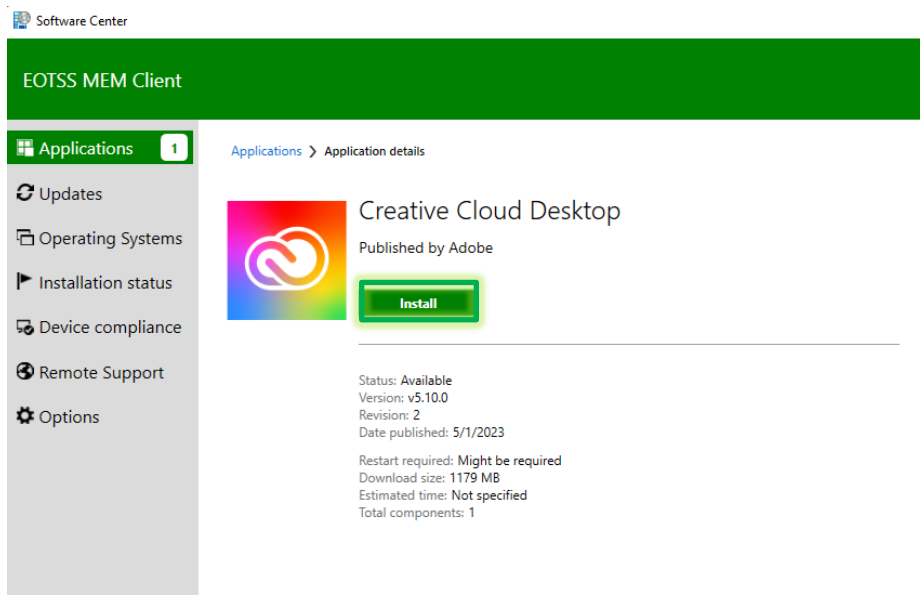 Software Center
EOTSS MEM Client
Applications 1
Updates
Operating Systems
Installation status
Device compliance
Remote Support
Options
Applications > Application details
Creative Cloud Desktop
Published by Adobe
Install
Status: Available
Version: v5.10.0
Revision: 2
Date published: 5/1/2023
Restart required: Might be required
Download size: 1179 MB
Estimated time: Not specified
Total components: 1